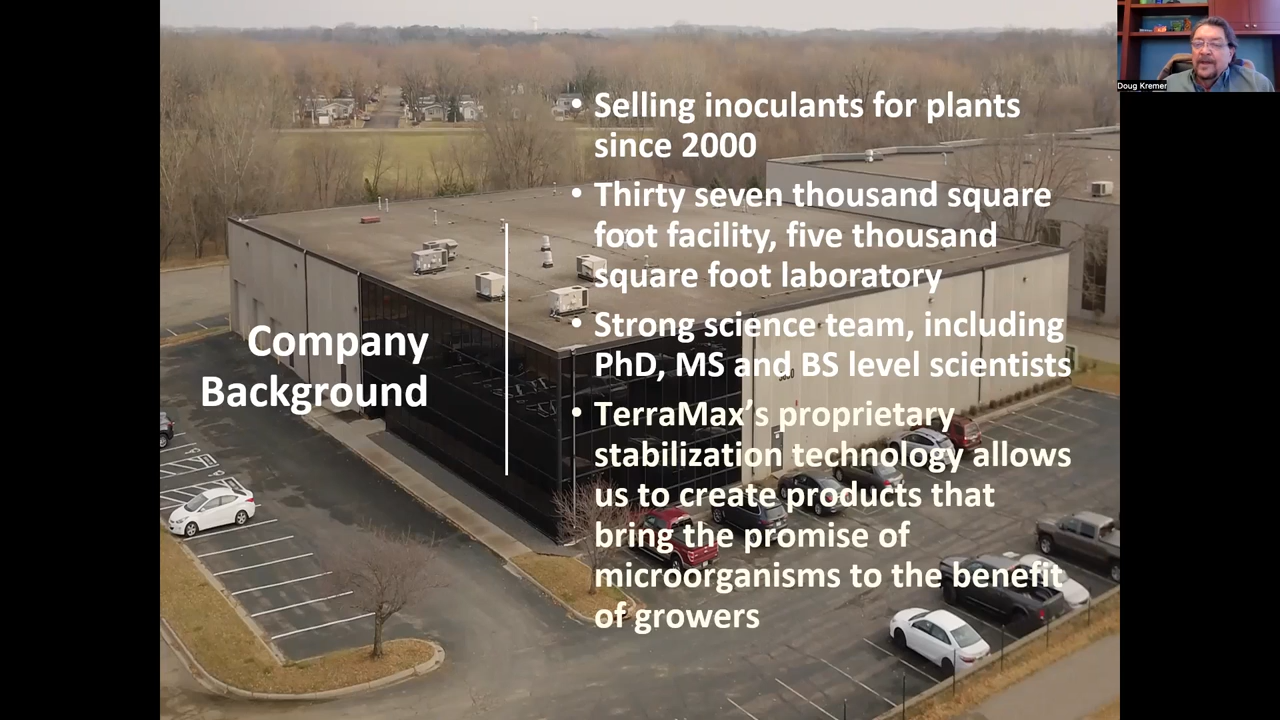 Doug Kremer
Company
Background
• Selling inoculants for plants
since 2000
• Thirty seven thousand square
foot facility, five thousand
square foot laboratory
• Strong science team, including
PhD, MS and BS level scientists
• TerraMax’s proprietary
stabilization technology allows
us to create products that
bring the promise of
microorganisms to the benefit
of growers